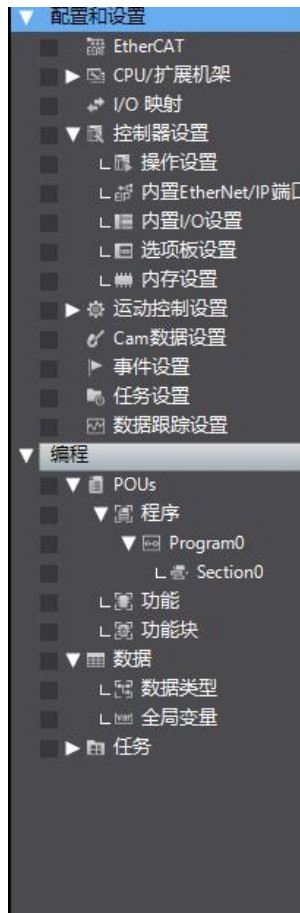 配置和设置
EtherCAT
CPU/扩展机架
I/O 映射
控制器设置
操作设置
内置EtherNet/IP端口
内置I/O设置
选项板设置
内存设置
运动控制设置
Cam数据设置
事件设置
任务设置
数据跟踪设置
编程
POUs
程序
Program0
Section0
功能
功能块
数据
数据类型
全局变量
任务